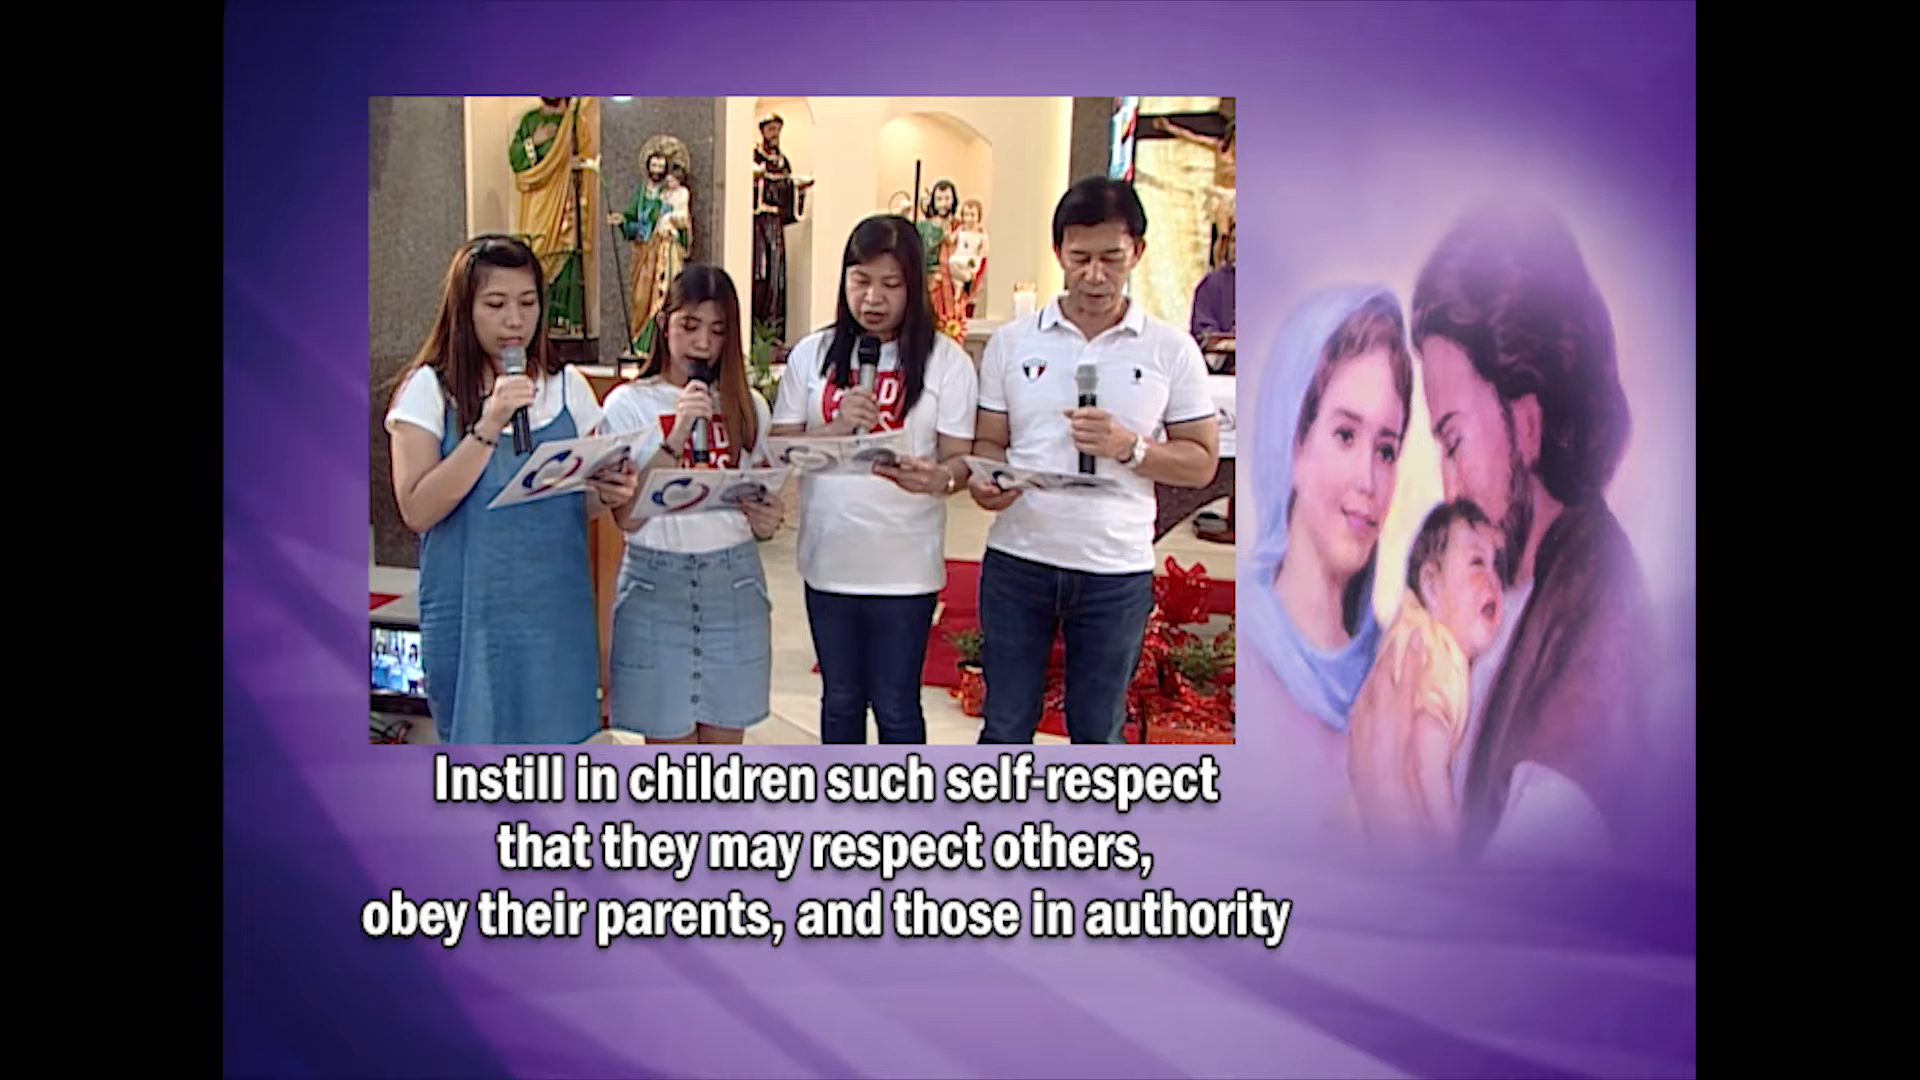 Instill in children such self-respect
that they may respect others,
obey their parents, and those in authority